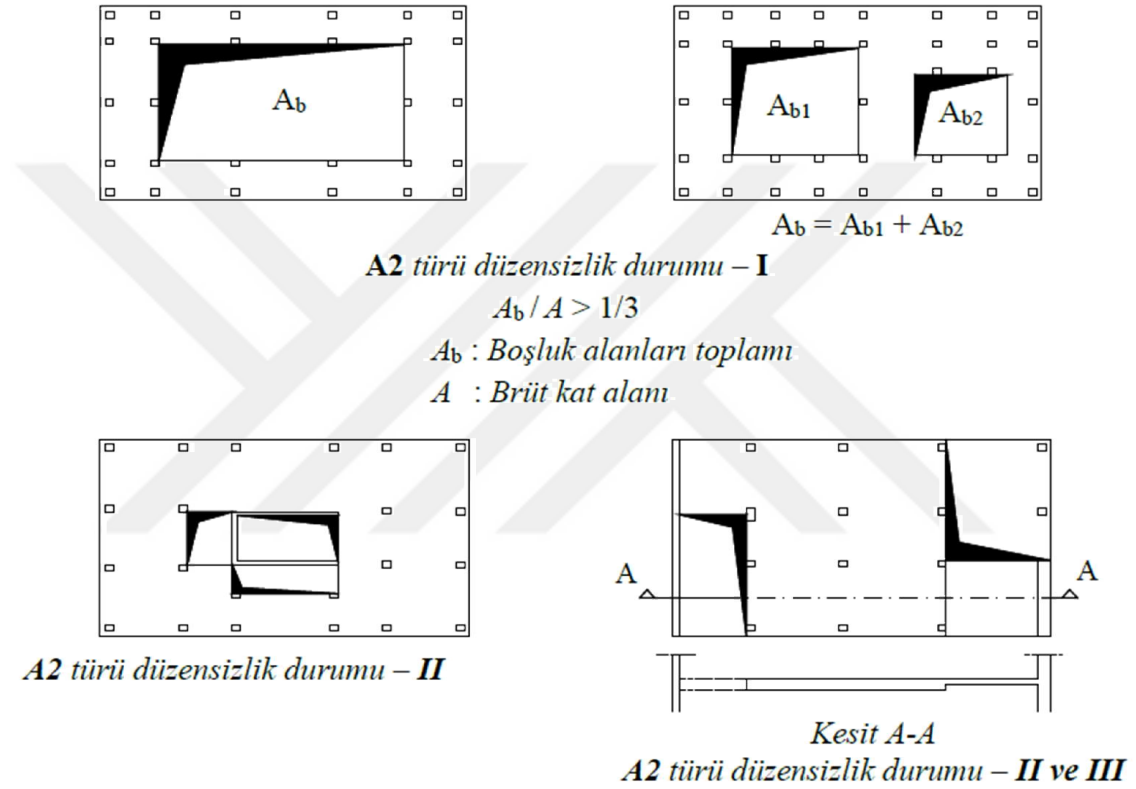 Ab
Ab1
Ab2
Ab = Ab1 + Ab2
A2 türü düzensizlik durumu – I
Ab / A > 1/3
Ab : Boşluk alanları toplamı
A : Brüt kat alanı
A
A
A2 türü düzensizlik durumu – II
Kesit A-A
A2 türü düzensizlik durumu – II ve III